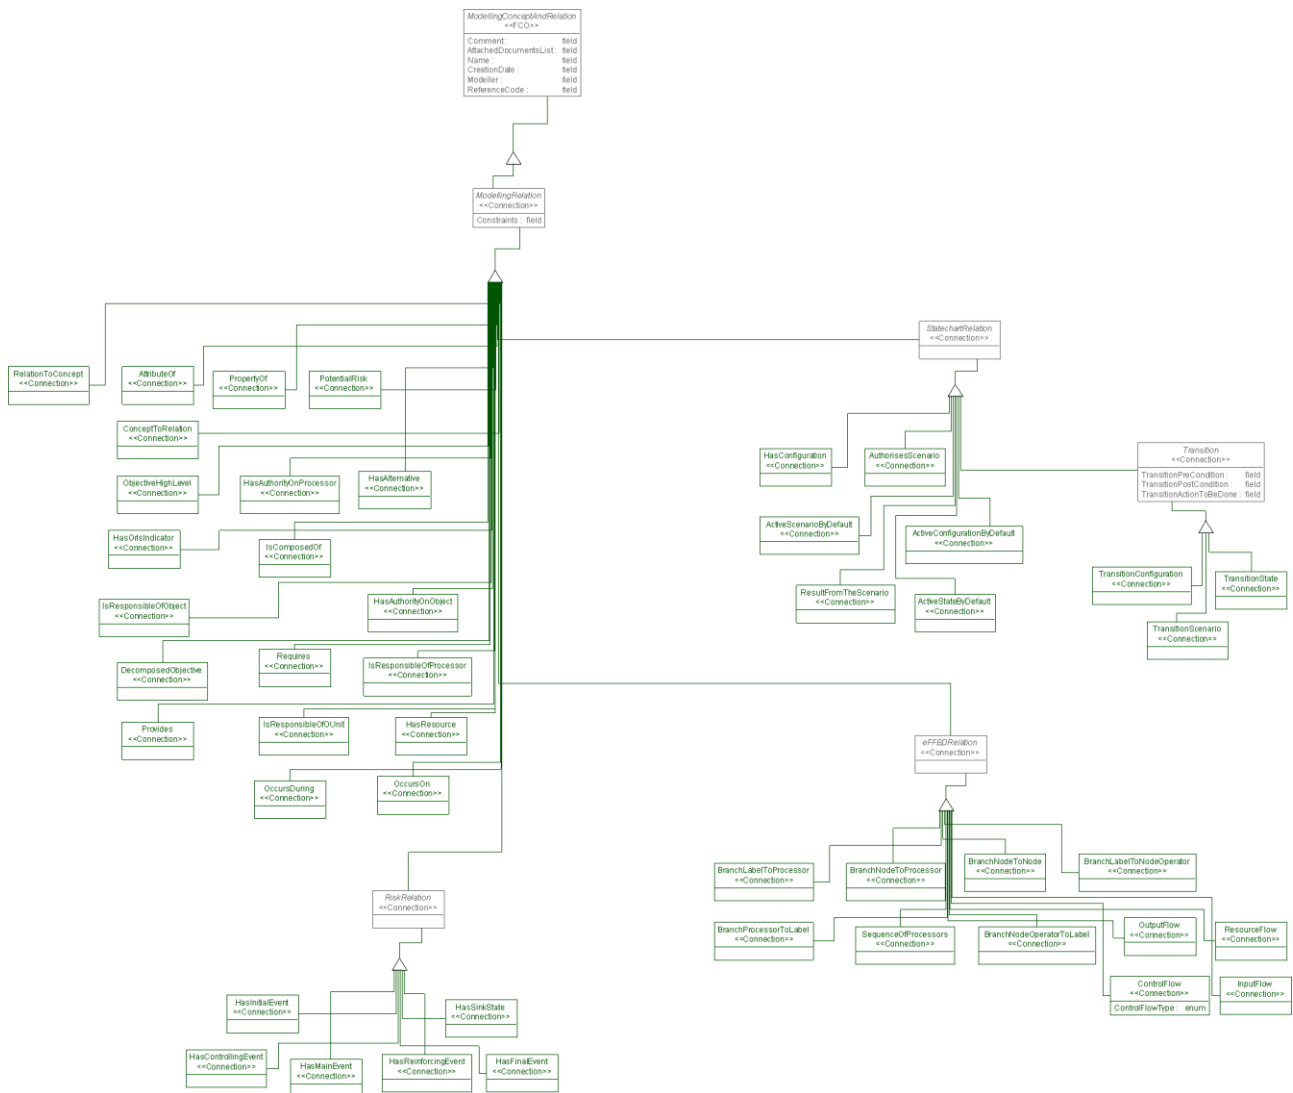 ModellingConceptAndRelation
<<FCO>>
Comment : field
AttachedDocumentsList : field
Name : field
CreationDate : field
Modeller : field
ReferenceCode : field
ModellingRelation
<<Connection>>
Constraints : field
StatechartRelation
<<Connection>>
RelationToConcept
<<Connection>>
AttributeOf
<<Connection>>
PropertyOf
<<Connection>>
PotentialRisk
<<Connection>>
ConceptToRelation
<<Connection>>
ObjectiveHighLevel
<<Connection>>
HasAuthorityOnProcessor
<<Connection>>
HasAlternative
<<Connection>>
HasOrIsIndicator
<<Connection>>
IsComposedOf
<<Connection>>
IsResponsibleOfObject
<<Connection>>
HasAuthorityOnObject
<<Connection>>
DecomposedObjective
<<Connection>>
Requires
<<Connection>>
IsResponsibleOfProcessor
<<Connection>>
Provides
<<Connection>>
IsResponsibleOfOUnit
<<Connection>>
HasResource
<<Connection>>
OccursDuring
<<Connection>>
OccursOn
<<Connection>>
HasConfiguration
<<Connection>>
AuthorisesScenario
<<Connection>>
Transition
<<Connection>>
TransitionPreCondition : field
TransitionPostCondition : field
TransitionActionToBeDone : field
ActiveScenarioByDefault
<<Connection>>
ActiveConfigurationByDefault
<<Connection>>
ResultFromTheScenario
<<Connection>>
ActiveStateByDefault
<<Connection>>
TransitionConfiguration
<<Connection>>
TransitionState
<<Connection>>
TransitionScenario
<<Connection>>
eFFBDRelation
<<Connection>>
BranchLabelToProcessor
<<Connection>>
BranchNodeToProcessor
<<Connection>>
BranchNodeToNode
<<Connection>>
BranchLabelToNodeOperator
<<Connection>>
BranchProcessorToLabel
<<Connection>>
SequenceOfProcessors
<<Connection>>
BranchNodeOperatorToLabel
<<Connection>>
OutputFlow
<<Connection>>
ResourceFlow
<<Connection>>
ControlFlow
<<Connection>>
ControlFlowType : enum
InputFlow
<<Connection>>
RiskRelation
<<Connection>>
HasInitialEvent
<<Connection>>
HasSinkState
<<Connection>>
HasControllingEvent
<<Connection>>
HasMainEvent
<<Connection>>
HasReinforcingEvent
<<Connection>>
HasFinalEvent
<<Connection>>